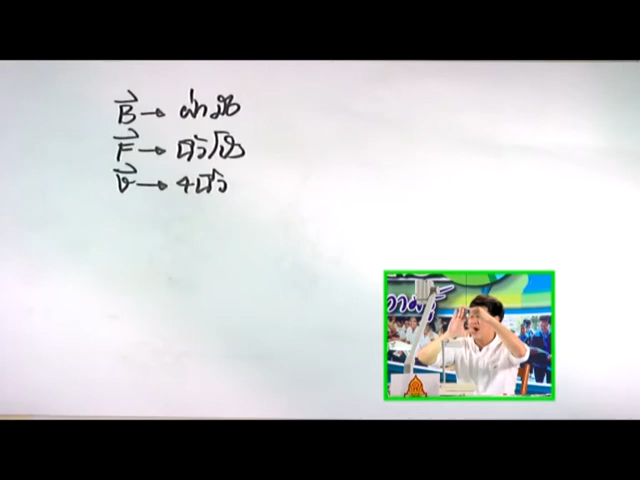 B⃗ → ฝ่ามือ
F⃗ → นิ้วโป้ง
v⃗ → 4นิ้ว